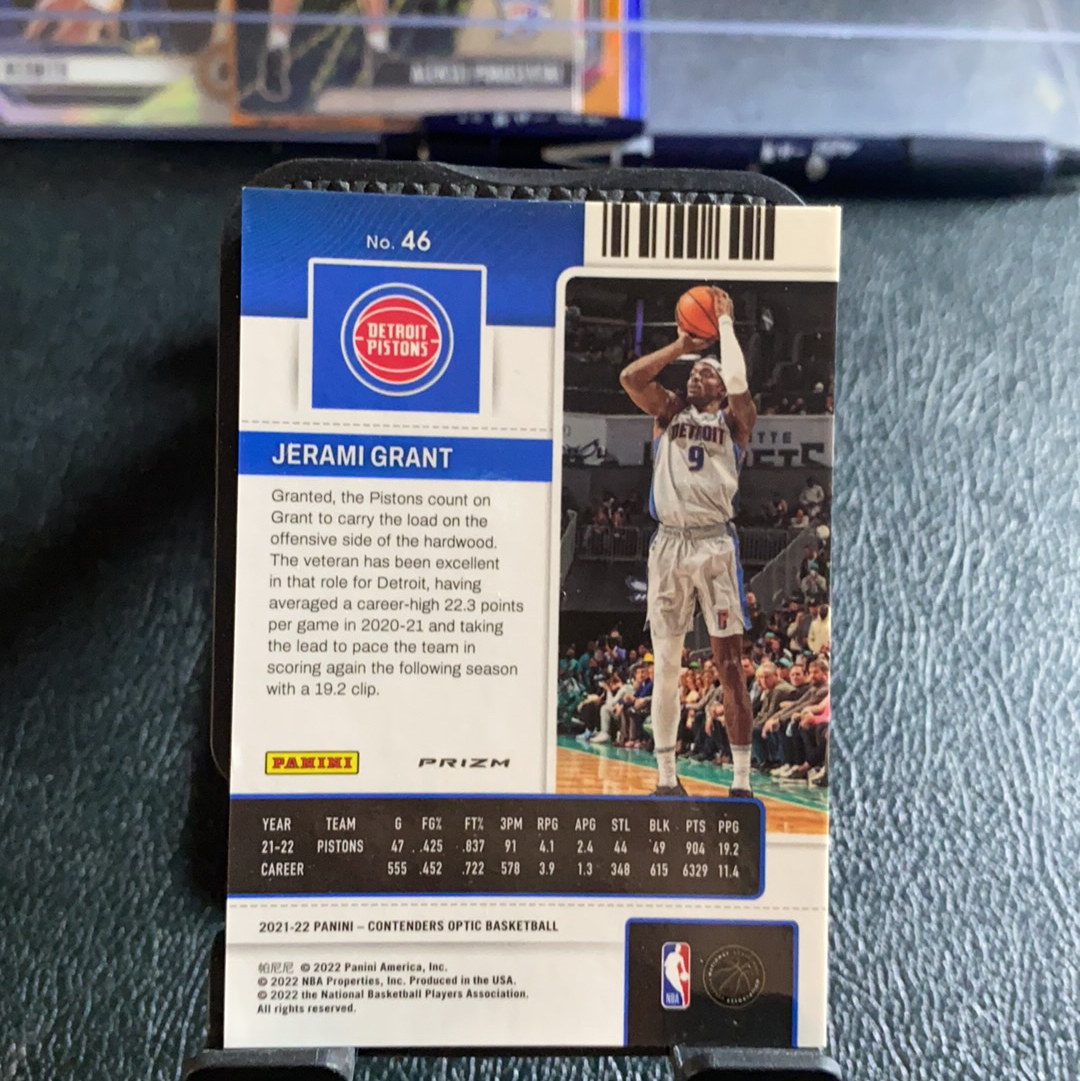 No. 46
DETROIT
PISTONS
JERAMI GRANT
Granted, the Pistons count on
Grant to carry the load on the
offensive side of the hardwood.
The veteran has been excellent
in that role for Detroit, having
averaged a career-high 22.3 points
per game in 2020-21 and taking
the lead to pace the team in
scoring again the following season
with a 19.2 clip.
DETROIT
9
PANINI PRIZM
YEAR TEAM G FG% FT% 3PM RPG APG STL BLK PTS PPG
21-22 PISTONS 47 .425 .837 91 4.1 2.4 44 49 904 19.2
CAREER 555 .452 .722 578 3.9 1.3 348 615 6329 11.4
2021-22 PANINI – CONTENDERS OPTIC BASKETBALL
帕尼尼 © 2022 Panini America, Inc.
© 2022 NBA Properties, Inc. Produced in the USA.
© 2022 the National Basketball Players Association.
All rights reserved.
NBA